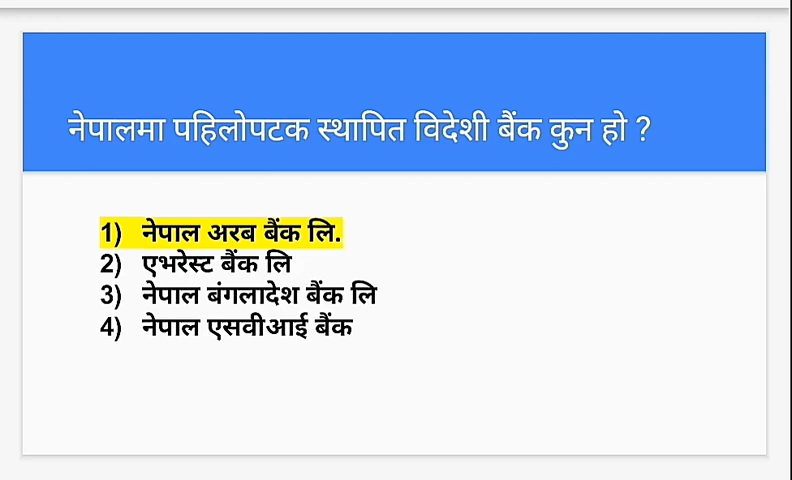 नेपालमा पहिलोपटक स्थापित विदेशी बैंक कुन हो ?
1) नेपाल अरब बैंक लि.
2) एभरेस्ट बैंक लि
3) नेपाल बंगलादेश बैंक लि
4) नेपाल एसवीआई बैंक